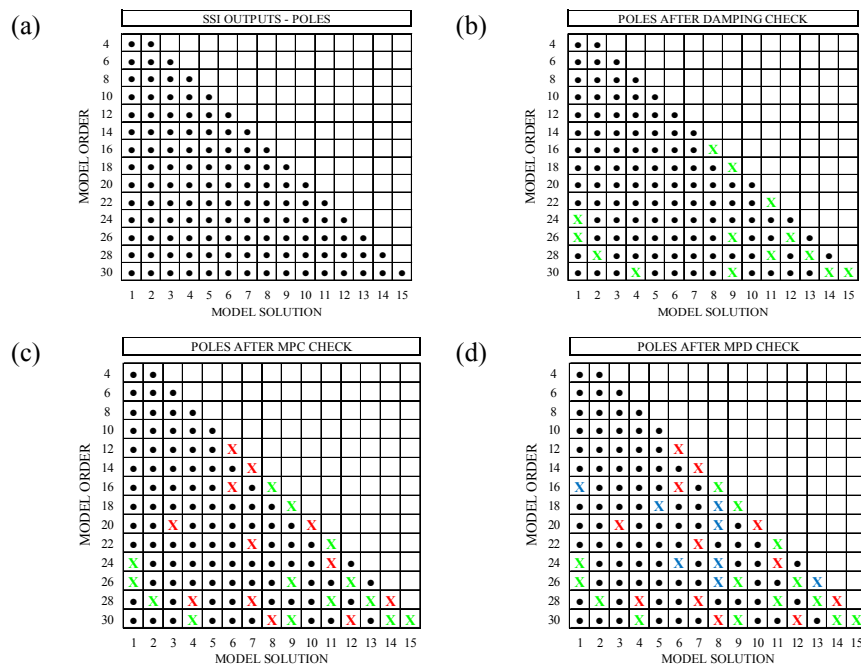 (a)
SSI OUTPUTS - POLES
MODEL ORDER
4
6
8
10
12
14
16
18
20
22
24
26
28
30
1 2 3 4 5 6 7 8 9 10 11 12 13 14 15
MODEL SOLUTION
(b)
POLES AFTER DAMPING CHECK
MODEL ORDER
4
6
8
10
12
14
16
18
20
22
24
26
28
30
1 2 3 4 5 6 7 8 9 10 11 12 13 14 15
MODEL SOLUTION
(c)
POLES AFTER MPC CHECK
MODEL ORDER
4
6
8
10
12
14
16
18
20
22
24
26
28
30
1 2 3 4 5 6 7 8 9 10 11 12 13 14 15
MODEL SOLUTION
(d)
POLES AFTER MPD CHECK
MODEL ORDER
4
6
8
10
12
14
16
18
20
22
24
26
28
30
1 2 3 4 5 6 7 8 9 10 11 12 13 14 15
MODEL SOLUTION